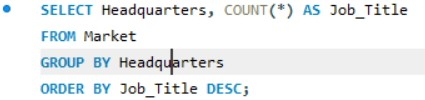 SELECT Headquarters, COUNT(*) AS Job_Title
FROM Market
GROUP BY Headquarters
ORDER BY Job_Title DESC;